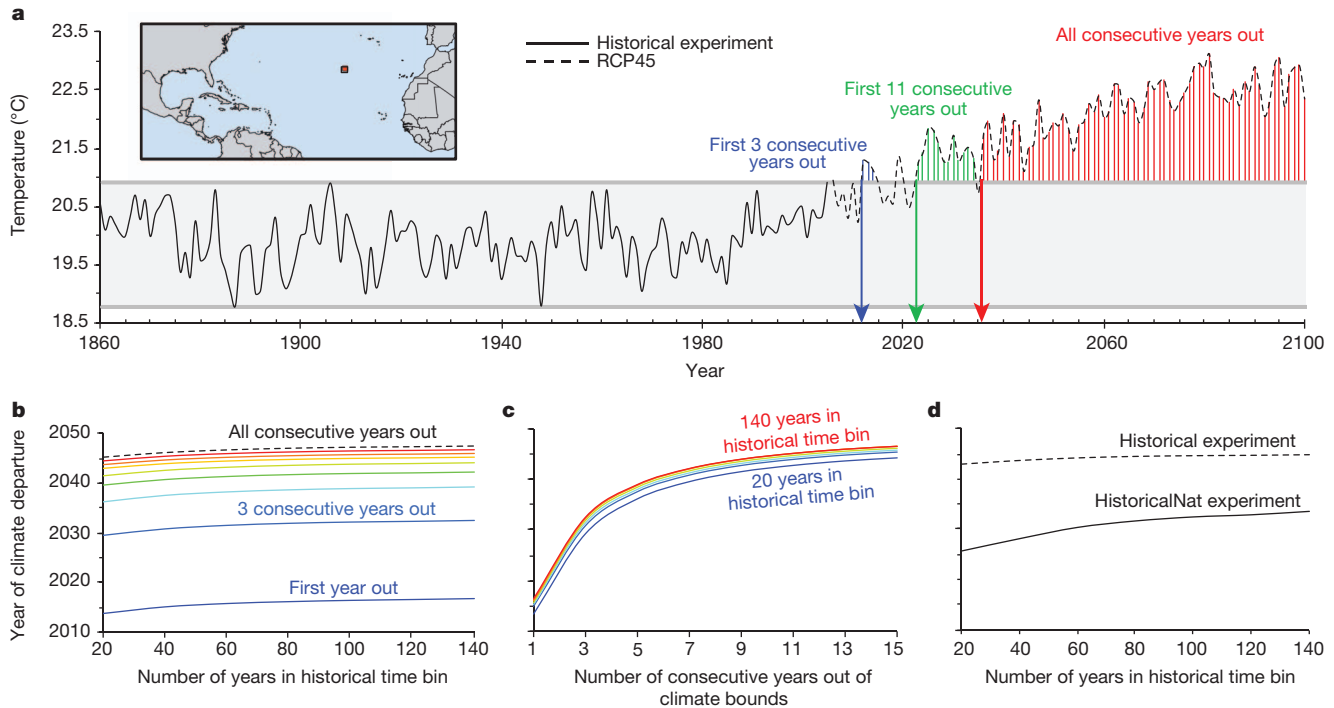 a
23.5
22.5
21.5
20.5
19.5
18.5
Temperature (°C)
Historical experiment
RCP45
First 3 consecutive
years out
First 11 consecutive
years out
All consecutive years out
1860
1900
1940
1980
2020
2060
2100
Year
b
2050
2040
2030
2020
2010
Year of climate departure
All consecutive years out
3 consecutive years out
First year out
20
40
60
80
100
120
140
Number of years in historical time bin
c
140 years in
historical time bin
20 years in
historical time bin
1
3
5
7
9
11
13
15
Number of consecutive years out of
climate bounds
d
Historical experiment
HistoricalNat experiment
20
40
60
80
100
120
140
Number of years in historical time bin